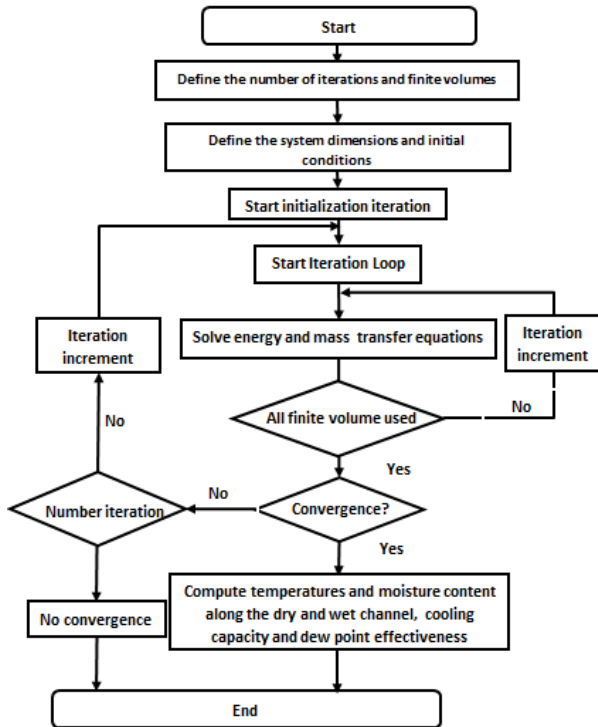 Start
Define the number of iterions and finite volumes
Define the system dimensions and initial
conditions
Start initialization iteration
Start Iteration Loop
Iteration
increment
Solve energy and mass transfer equations
Iteration
increment
No
All finite volume used
No
Yes
Number iteration
No
Convergence?
Yes
No convergence
Compute temperatures and moisture content
along the dry and wet channel, cooling
capacity and dew point effectiveness
End